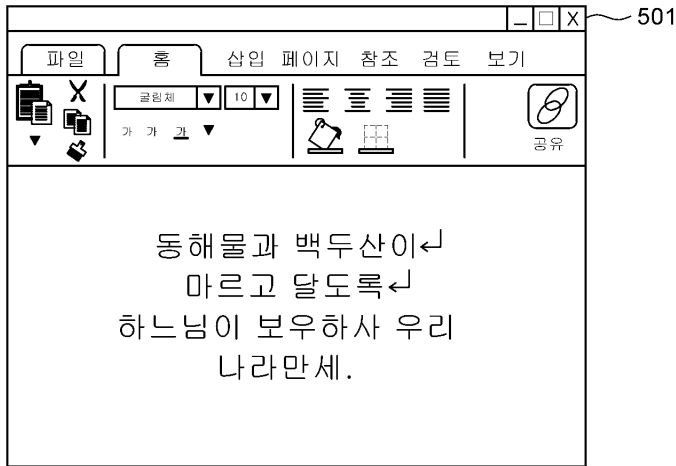 501
파일 홈 삽입 페이지 참조 검토 보기
굴림체 10
가 가 가
공유
동해물과 백두산이↵
마르고 달도록↵
하느님이 보우하사 우리
나라만세.